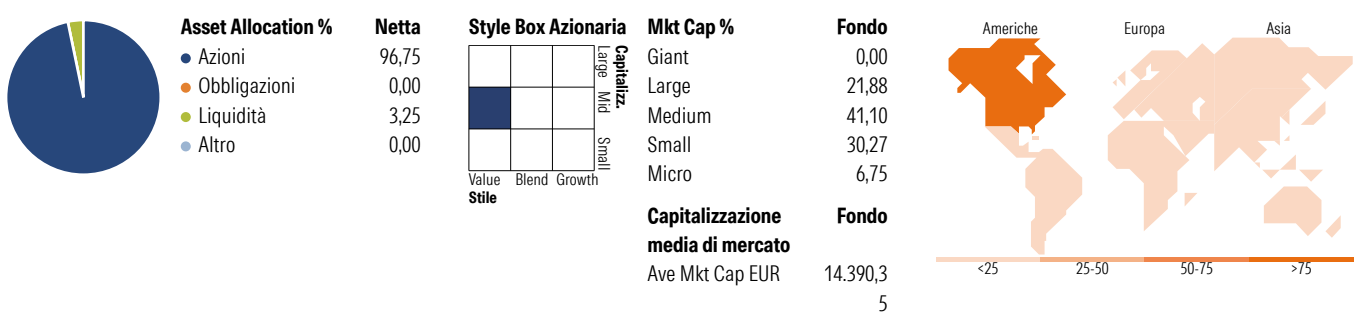 Asset Allocation % Netta
Azioni 96,75
Obbligazioni 0,00
Liquidità 3,25
Altro 0,00
Style Box Azionaria
Capitalizz.
Large Mid Small
Value Blend Growth
Stile
Mkt Cap % Fondo
Giant 0,00
Large 21,88
Medium 41,10
Small 30,27
Micro 6,75
Capitalizzazione Fondo
media di mercato
Ave Mkt Cap EUR 14.390,3
5
Americhe Europa Asia
<25 25-50 50-75 >75